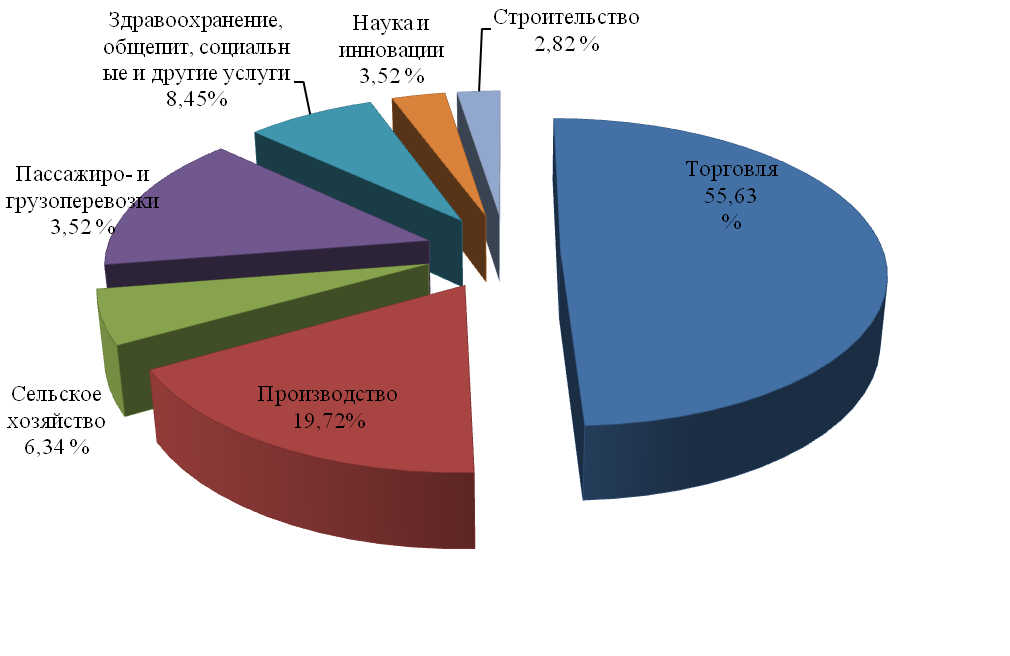 Здравоохранение,
общепит, социальн
ые и другие услуги
8,45%
Наука и
инновации
3,52 %
Строительство
2,82 %
Торговля
55,63
%
Пассажиро- и
грузоперевозки
3,52 %
Сельское
хозяйство
6,34 %
Производство
19,72%